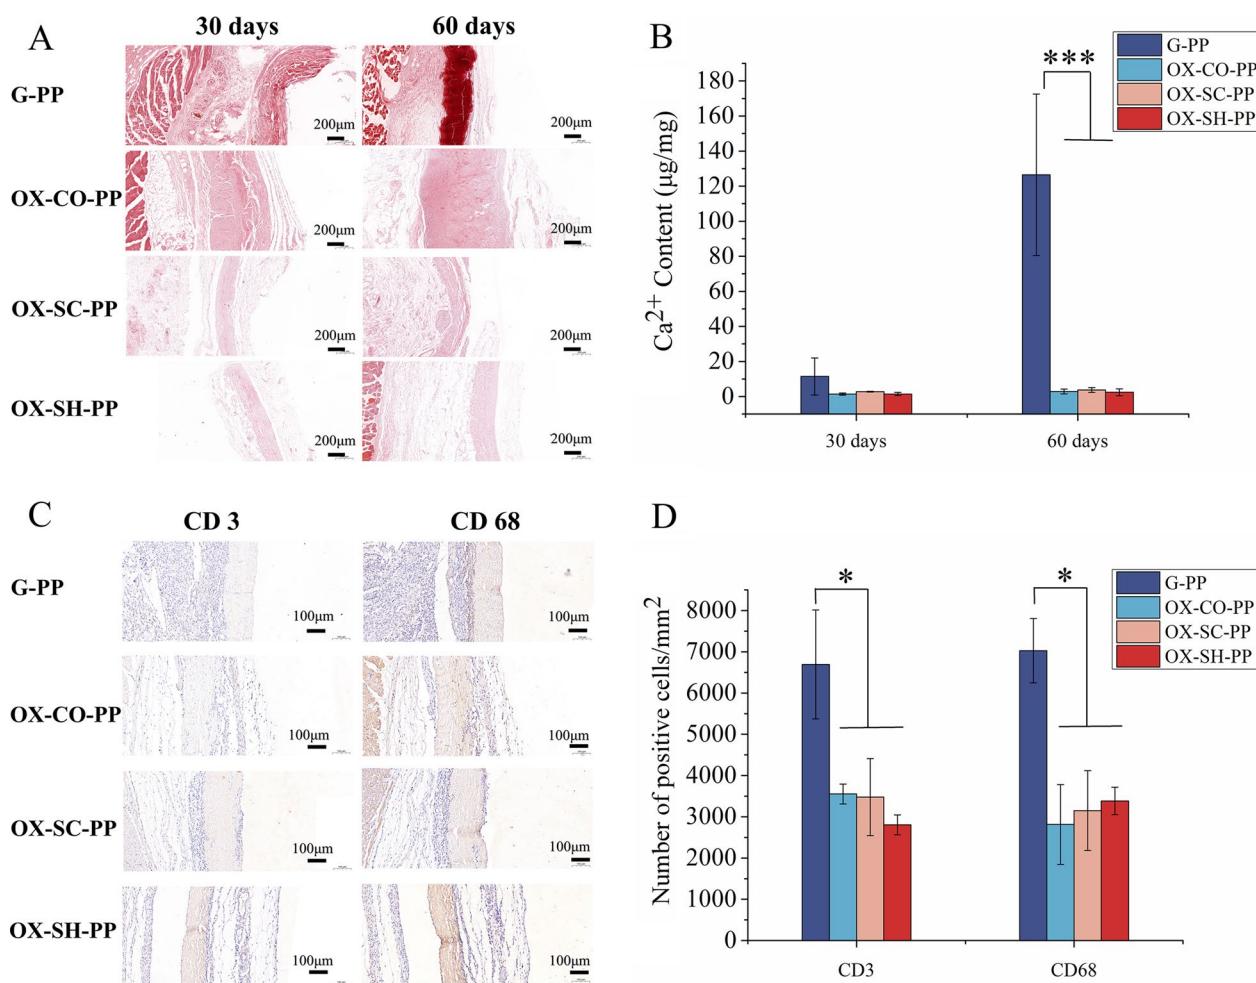 A
30 days
60 days
G-PP
200μm
200μm
OX-CO-PP
200μm
200μm
OX-SC-PP
200μm
200μm
OX-SH-PP
200μm
200μm
B
G-PP
OX-CO-PP
OX-SC-PP
OX-SH-PP
***
Ca²⁺ Content (μg/mg)
180
160
140
120
100
80
60
40
20
0
30 days
60 days
C
CD 3
CD 68
G-PP
100μm
100μm
OX-CO-PP
100μm
100μm
OX-SC-PP
100μm
100μm
OX-SH-PP
100μm
100μm
D
G-PP
OX-CO-PP
OX-SC-PP
OX-SH-PP
*
*
Number of positive cells/mm²
8000
7000
6000
5000
4000
3000
2000
1000
0
CD3
CD68